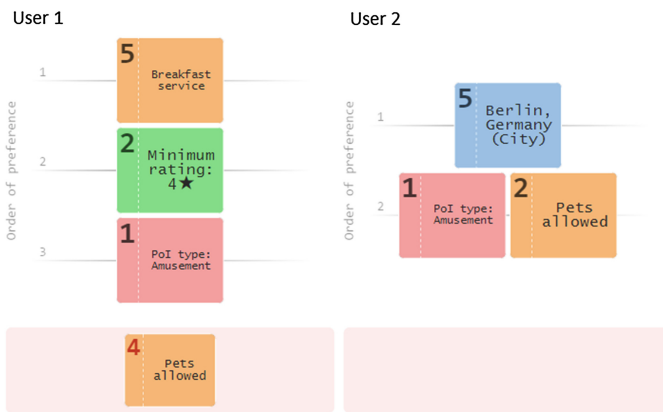 User 1
Order of preference
1
5
Breakfast
service
2
2
Minimum
rating:
4★
3
1
PoI type:
Amusement
4
Pets
allowed
User 2
Order of preference
1
5
Berlin,
Germany
(City)
2
1
PoI type:
Amusement
2
Pets
allowed